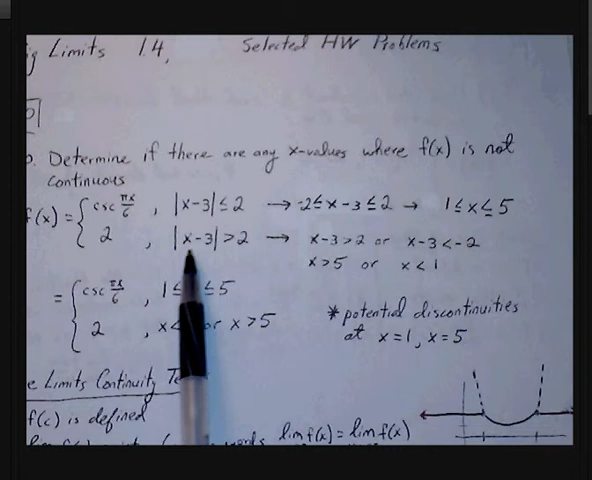 Limits 1.4, Selected HW Problems
Determine if there are any x-values where f(x) is not
continuous
f(x) = { csc πx/6 , |x-3| ≤ 2 → -2 ≤ x-3 ≤ 2 → 1 ≤ x ≤ 5
2 , |x-3| > 2 → x-3 > 2 or x-3 < -2
x > 5 or x < 1
= { csc πx/6 , 1 ≤ ≤ 5
2 , x< or x > 5
* potential discontinuities
at x=1, x=5
Limits Continuity
f(c) is defined
lim f(x) = lim f(x)